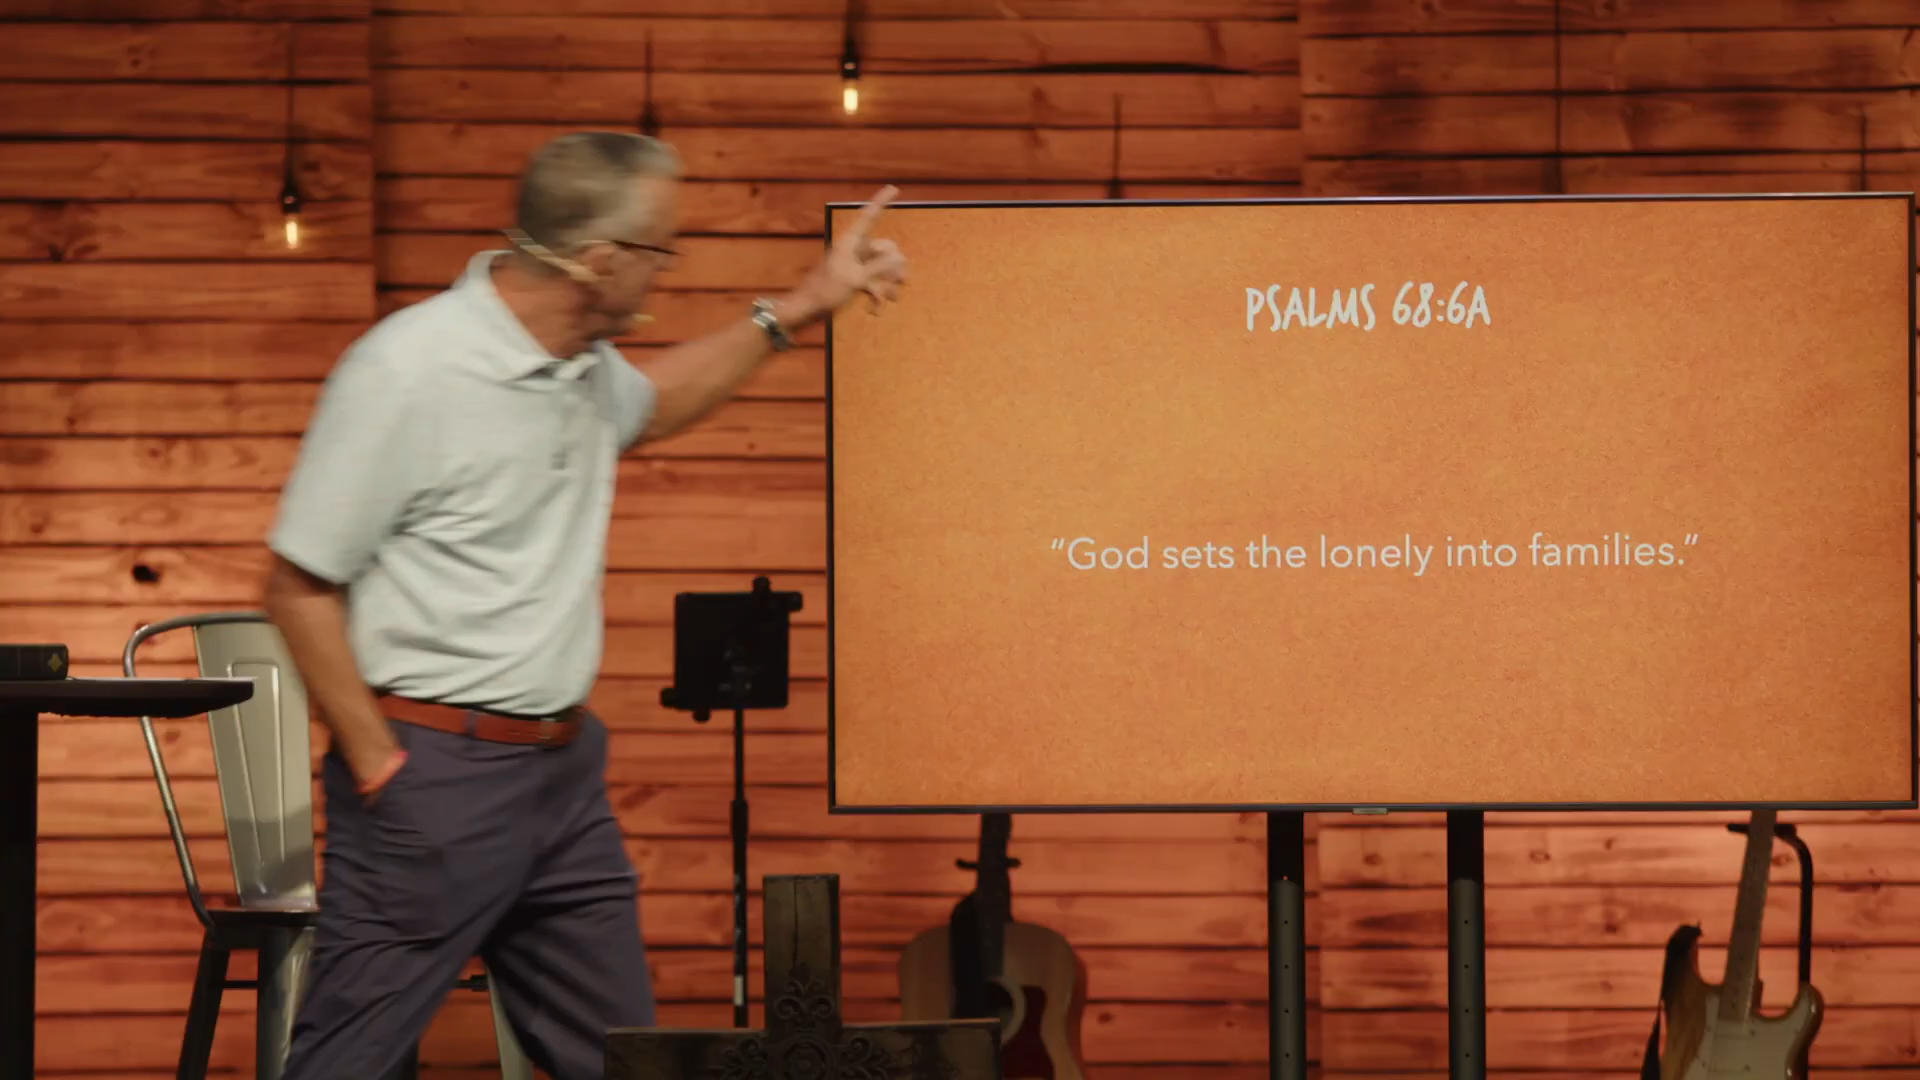 PSALMS 68:6A
“God sets the lonely into families.”